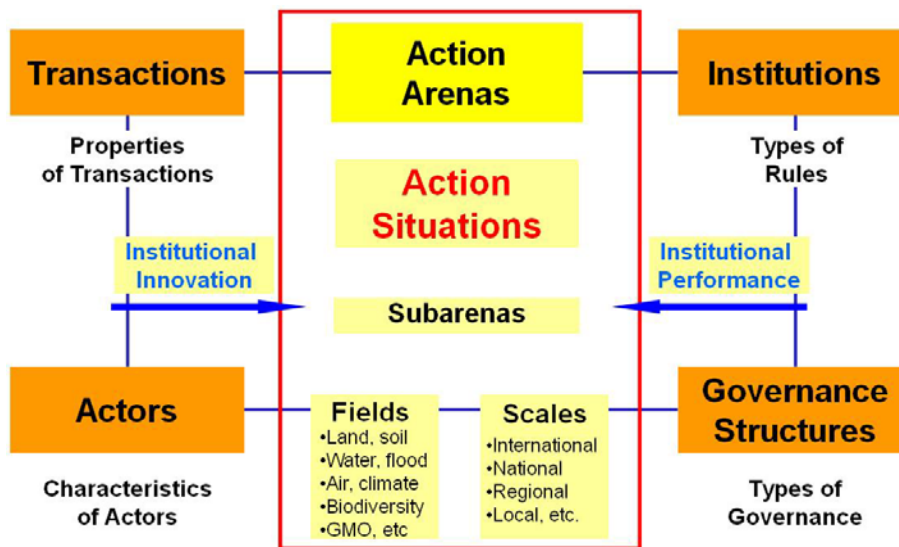 Transactions
Action
Arenas
Institutions
Properties
of Transactions
Types of
Rules
Action
Situations
Institutional
Innovation
Institutional
Performance
Subarenas
Actors
Fields
•Land, soil
•Water, flood
•Air, climate
•Biodiversity
•GMO, etc
Scales
•International
•National
•Regional
•Local, etc.
Governance
Structures
Characteristics
of Actors
Types of
Governance